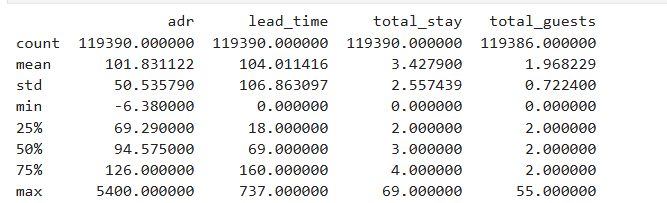 adr lead_time total_stay total_guests
count 119390.000000 119390.000000 119390.000000 119386.000000
mean 101.831122 104.011416 3.427900 1.968229
std 50.535790 106.863097 2.557439 0.722400
min -6.380000 0.000000 0.000000 0.000000
25% 69.290000 18.000000 2.000000 2.000000
50% 94.575000 69.000000 3.000000 2.000000
75% 126.000000 160.000000 4.000000 2.000000
max 5400.000000 737.000000 69.000000 55.000000